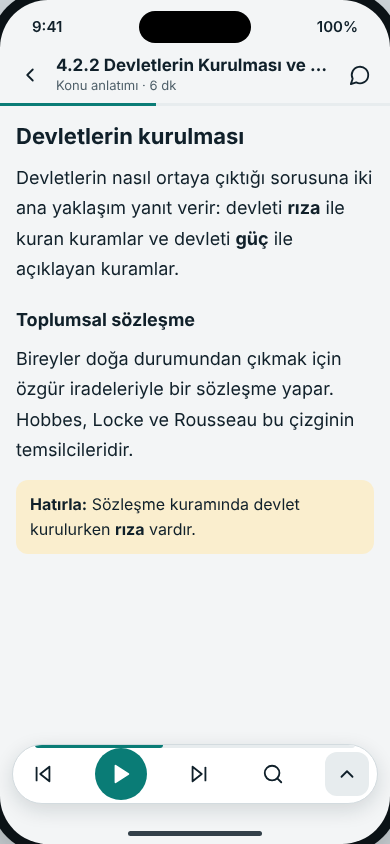 9:41
100%
4.2.2 Devletlerin Kurulması ve ...
Konu anlatımı · 6 dk
Devletlerin kurulması
Devletlerin nasıl ortaya çıktığı sorusuna iki
ana yaklaşım yanıt verir: devleti rıza ile
kuran kuramlar ve devleti güç ile
açıklayan kuramlar.
Toplumsal sözleşme
Bireyler doğa durumundan çıkmak için
özgür iradeleriyle bir sözleşme yapar.
Hobbes, Locke ve Rousseau bu çizginin
temsilcileridir.
Hatırla: Sözleşme kuramında devlet
kurulurken rıza vardır.